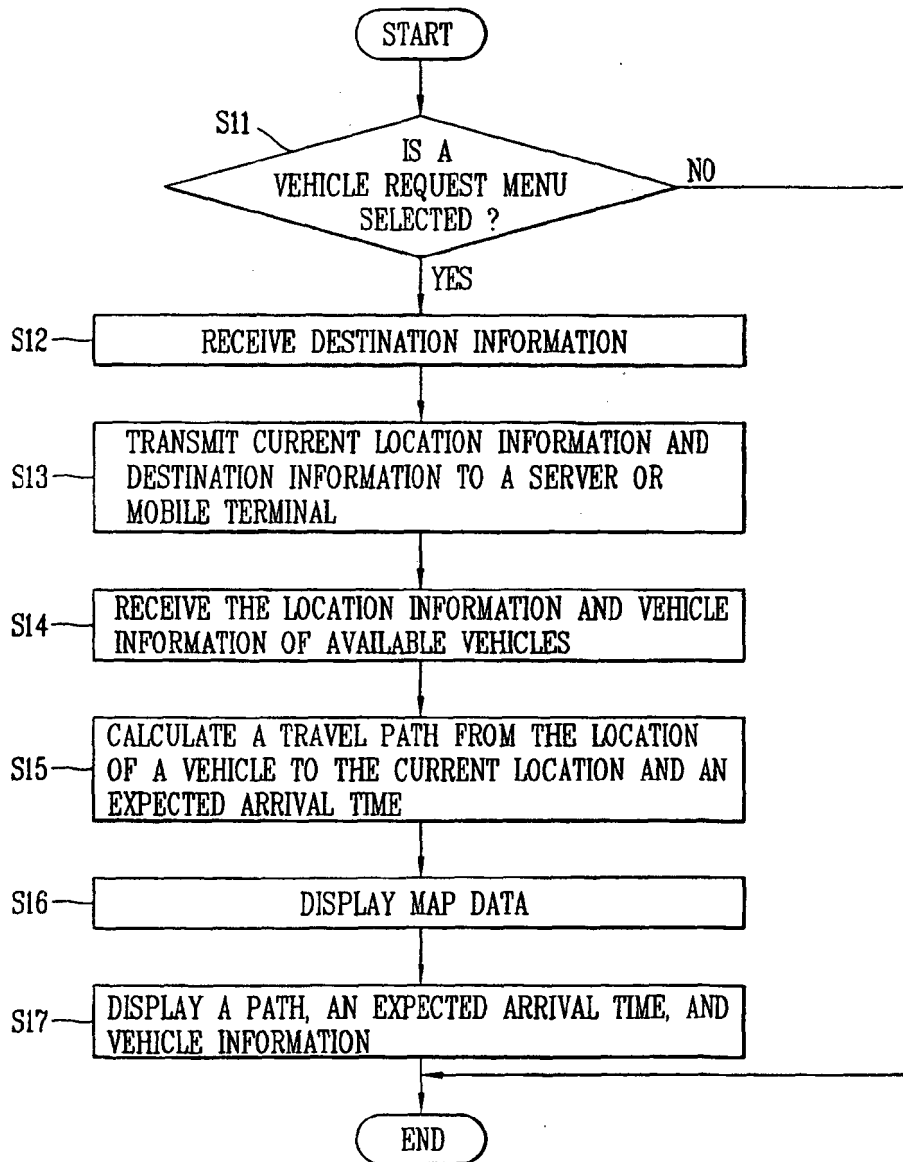 START
S11
IS A
VEHICLE REQUEST MENU
SELECTED ?
NO
YES
S12
RECEIVE DESTINATION INFORMATION
S13
TRANSMIT CURRENT LOCATION INFORMATION AND
DESTINATION INFORMATION TO A SERVER OR
MOBILE TERMINAL
S14
RECEIVE THE LOCATION INFORMATION AND VEHICLE
INFORMATION OF AVAILABLE VEHICLES
S15
CALCULATE A TRAVEL PATH FROM THE LOCATION
OF A VEHICLE TO THE CURRENT LOCATION AND AN
EXPECTED ARRIVAL TIME
S16
DISPLAY MAP DATA
S17
DISPLAY A PATH, AN EXPECTED ARRIVAL TIME, AND
VEHICLE INFORMATION
END